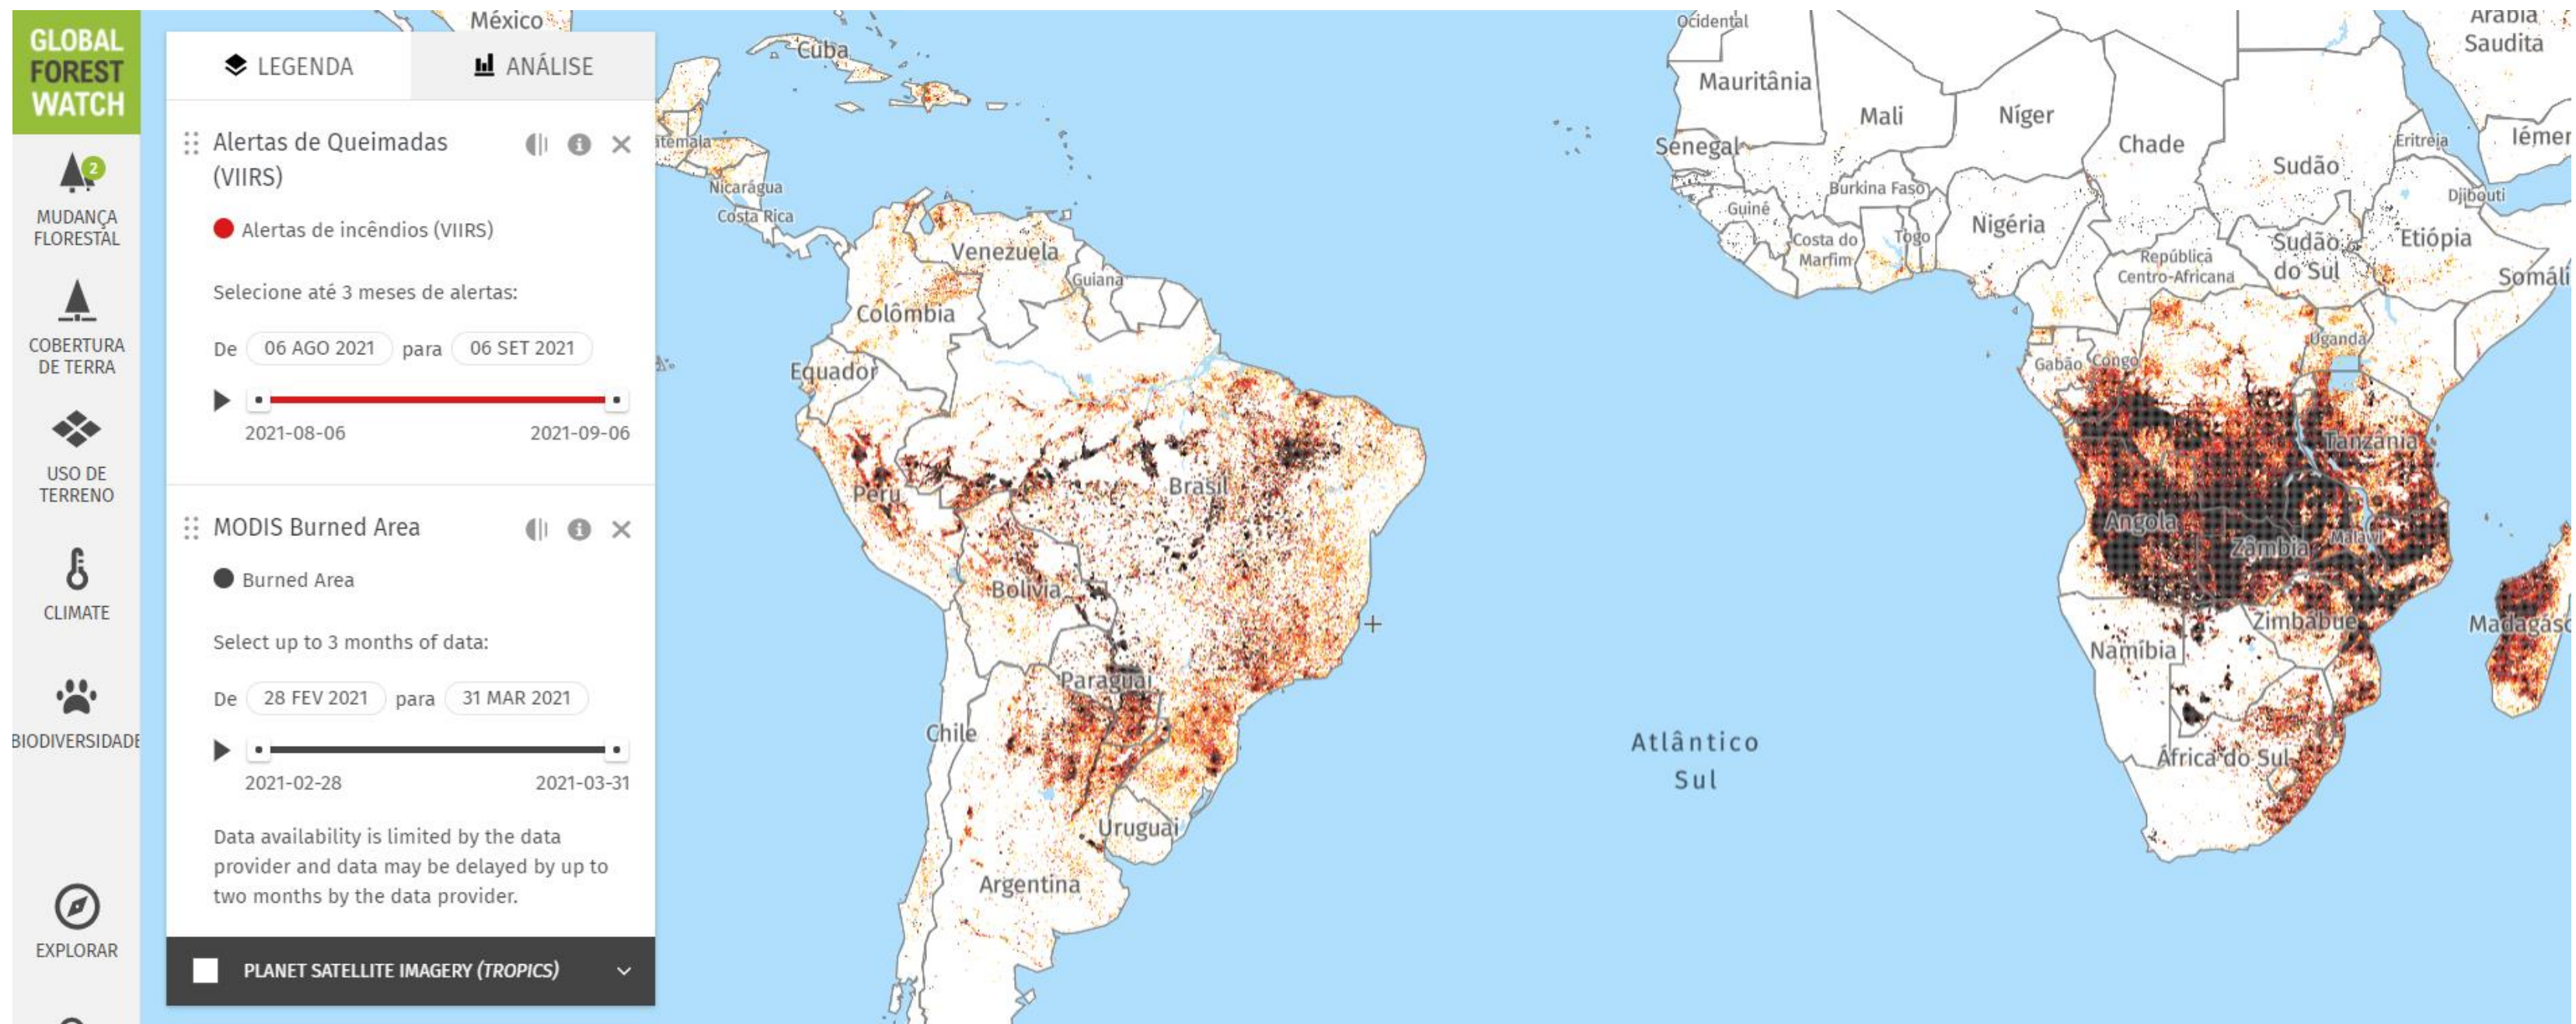 GLOBAL
FOREST
WATCH
2
MUDANÇA
FLORESTAL
COBERTURA
DE TERRA
USO DE
TERRENO
CLIMATE
BIODIVERSIDADE
EXPLORAR
LEGENDA
ANÁLISE
Alertas de Queimadas
(VIIRS)
Alertas de incêndios (VIIRS)
Selecione até 3 meses de alertas:
De 06 AGO 2021 para 06 SET 2021
2021-08-06 2021-09-06
MODIS Burned Area
Burned Area
Select up to 3 months of data:
De 28 FEV 2021 para 31 MAR 2021
2021-02-28 2021-03-31
Data availability is limited by the data
provider and data may be delayed by up to
two months by the data provider.
PLANET SATELLITE IMAGERY (TROPICS)
México
Cuba
Nicarágua
Costa Rica
Venezuela
Guiana
Colômbia
Equador
Peru
Brasil
Bolívia
Paraguai
Chile
Uruguai
Argentina
Atlântico
Sul
Ocidental
Mauritânia
Mali
Níger
Chade
Sudão
Eritreia
Arábia
Saudita
Senegal
Burkina Faso
Guiné
Costa do
Marfim
Togo
Nigéria
República
Centro-Africana
Sudão
do Sul
Etiópia
Djibouti
Gabão
Congo
Uganda
Tanzânia
Angola
Zâmbia
Malawi
Zimbabue
Namíbia
África do Sul